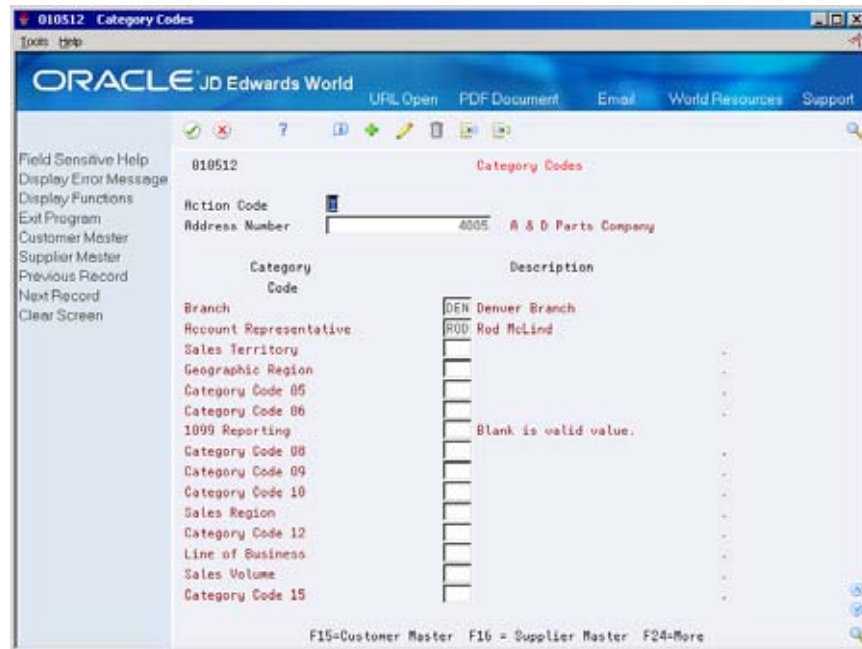 010512 Category Codes
Tools Help
ORACLE JD Edwards World
URL Open PDF Document Email World Resources Support
Field Sensitive Help
Display Error Message
Display Functions
Exit Program
Customer Master
Supplier Master
Previous Record
Next Record
Clear Screen
010512 Category Codes
Action Code I
Address Number 4005 A & D Parts Company
Category Description
Code
Branch DEN Denver Branch
Account Representative ROD Rod McLind
Sales Territory .
Geographic Region .
Category Code 05 .
Category Code 06 .
1099 Reporting Blank is valid value.
Category Code 08 .
Category Code 09 .
Category Code 10 .
Sales Region .
Category Code 12 .
Line of Business .
Sales Volume .
Category Code 15 .
F15=Customer Master F16 = Supplier Master F24=More